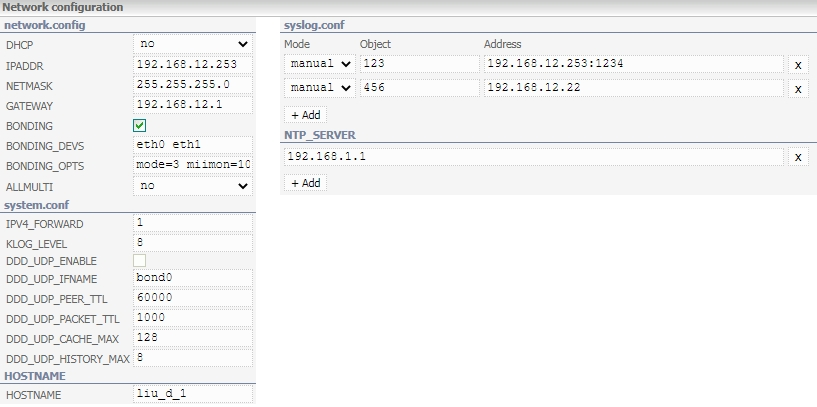 Network configuration
network.config
DHCP no
IPADDR 192.168.12.253
NETMASK 255.255.255.0
GATEWAY 192.168.12.1
BONDING
BONDING_DEVS eth0 eth1
BONDING_OPTS mode=3 miimon=10
ALLMULTI no
system.conf
IPV4_FORWARD 1
KLOG_LEVEL 8
DDD_UDP_ENABLE
DDD_UDP_IFNAME bond0
DDD_UDP_PEER_TTL 60000
DDD_UDP_PACKET_TTL 1000
DDD_UDP_CACHE_MAX 128
DDD_UDP_HISTORY_MAX 8
HOSTNAME
HOSTNAME liu_d_1
syslog.conf
Mode Object Address
manual 123 192.168.12.253:1234 x
manual 456 192.168.12.22 x
+ Add
NTP_SERVER
192.168.1.1 x
+ Add